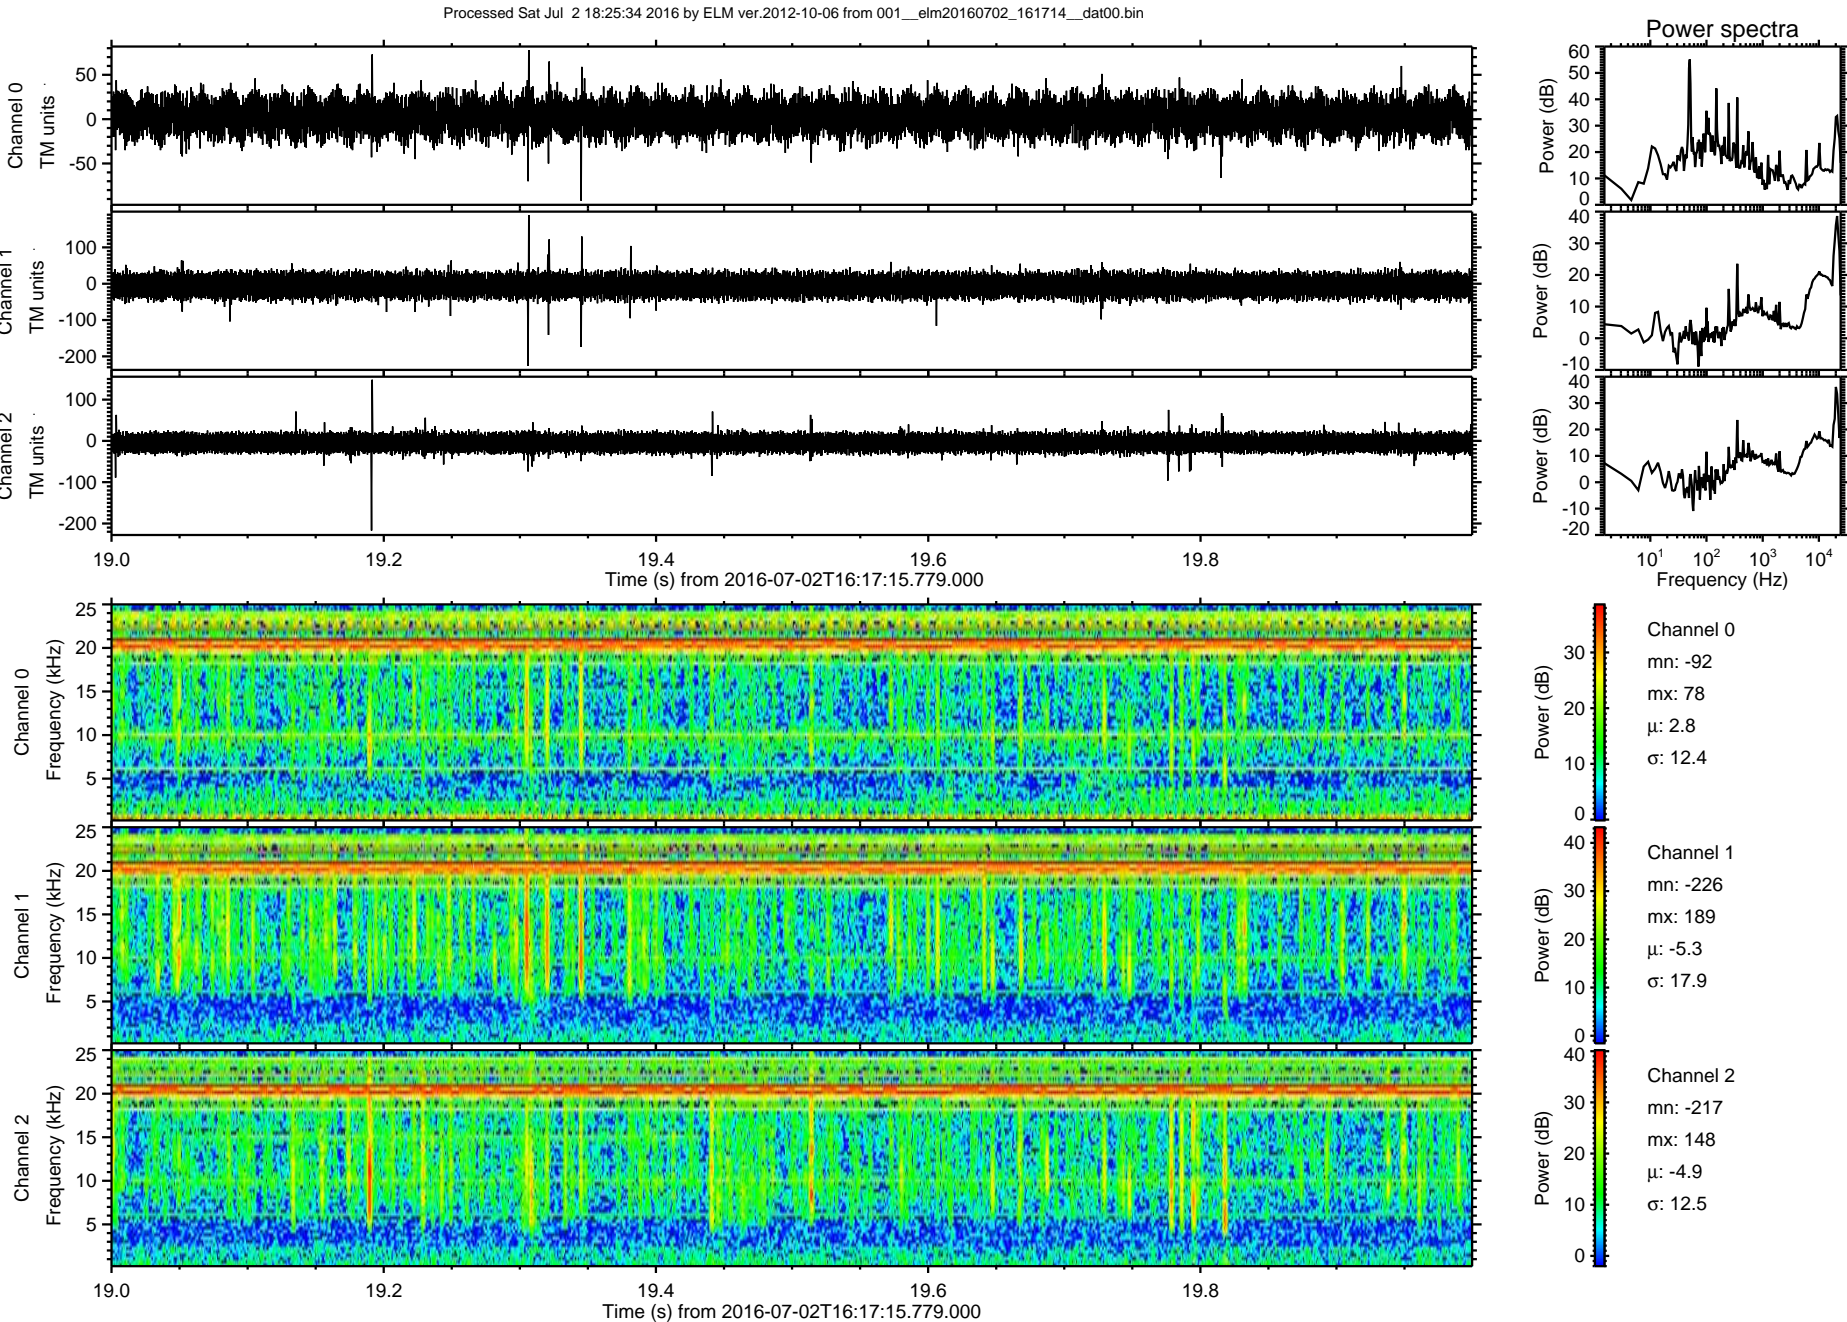 Processed Sat Jul 2 18:25:34 2016 by ELM ver.2012-10-06 from 001__elm20160702_161714__dat00.bin
Power spectra
Channel 0
TM units
50
0
-50
Power (dB)
60
50
40
30
20
10
0
Channel 1
TM units
100
0
-100
-200
Power (dB)
40
30
20
10
0
-10
Channel 2
TM units
100
0
-100
-200
Power (dB)
40
30
20
10
0
-10
-20
19.0 19.2 19.4 19.6 19.8
Time (s) from 2016-07-02T16:17:15.779.000
10¹ 10² 10³ 10⁴
Frequency (Hz)
Channel 0
Frequency (kHz)
25
20
15
10
5
Power (dB)
30
20
10
0
Channel 0
mn: -92
mx: 78
µ: 2.8
σ: 12.4
Channel 1
Frequency (kHz)
25
20
15
10
5
Power (dB)
40
30
20
10
0
Channel 1
mn: -226
mx: 189
µ: -5.3
σ: 17.9
Channel 2
Frequency (kHz)
25
20
15
10
5
Power (dB)
40
30
20
10
0
Channel 2
mn: -217
mx: 148
µ: -4.9
σ: 12.5
19.0 19.2 19.4 19.6 19.8
Time (s) from 2016-07-02T16:17:15.779.000